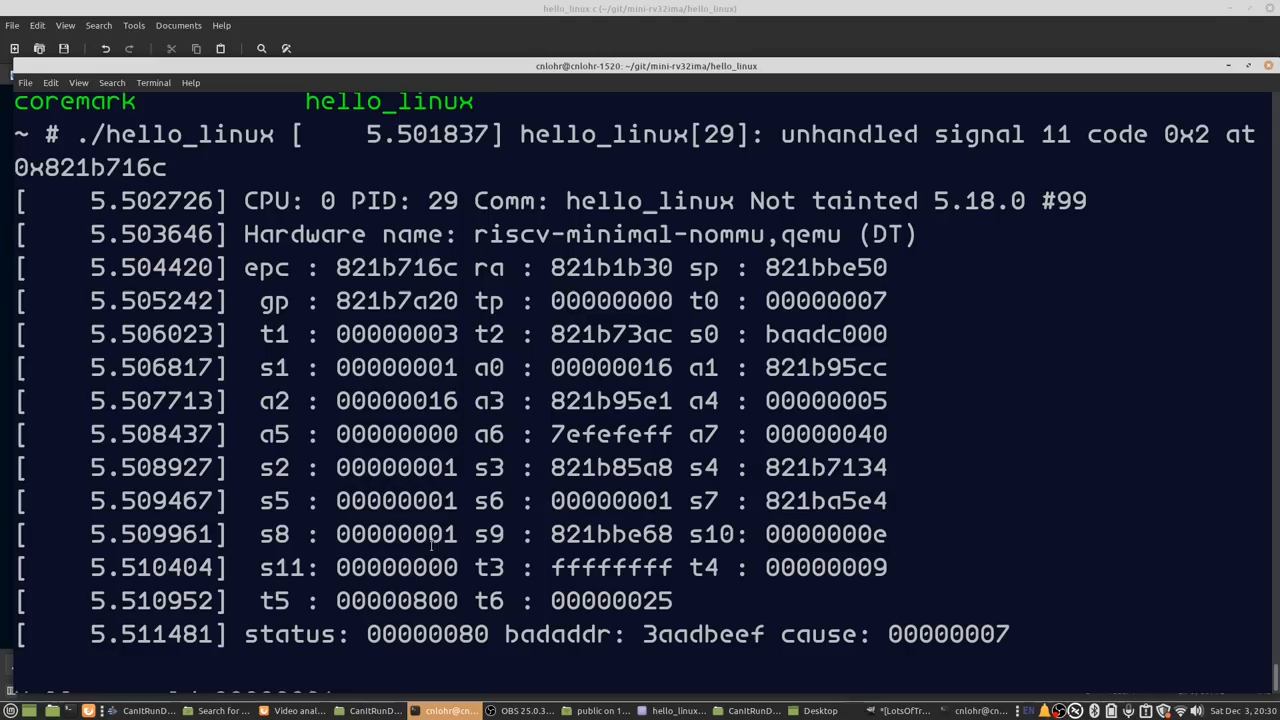 hello_linux.c (~/git/mini-rv32ima/hello_linux)
File Edit View Search Tools Documents Help
cnlohr@cnlohr-1520: ~/git/mini-rv32ima/hello_linux
File Edit View Search Terminal Help
coremark hello_linux
~ # ./hello_linux [ 5.501837] hello_linux[29]: unhandled signal 11 code 0x2 at
0x821b716c
[ 5.502726] CPU: 0 PID: 29 Comm: hello_linux Not tainted 5.18.0 #99
[ 5.503646] Hardware name: riscv-minimal-nommu,qemu (DT)
[ 5.504420] epc : 821b716c ra : 821b1b30 sp : 821bbe50
[ 5.505242] gp : 821b7a20 tp : 00000000 t0 : 00000007
[ 5.506023] t1 : 00000003 t2 : 821b73ac s0 : baadc000
[ 5.506817] s1 : 00000001 a0 : 00000016 a1 : 821b95cc
[ 5.507713] a2 : 00000016 a3 : 821b95e1 a4 : 00000005
[ 5.508437] a5 : 00000000 a6 : 7efefeff a7 : 00000040
[ 5.508927] s2 : 00000001 s3 : 821b85a8 s4 : 821b7134
[ 5.509467] s5 : 00000001 s6 : 00000001 s7 : 821ba5e4
[ 5.509961] s8 : 00000001 s9 : 821bbe68 s10: 0000000e
[ 5.510404] s11: 00000000 t3 : ffffffff t4 : 00000009
[ 5.510952] t5 : 00000800 t6 : 00000025
[ 5.511481] status: 00000080 badaddr: 3aadbeef cause: 00000007
CanItRunD... Search for ... CanItRunD... Video anal... CanItRunD... cnlohr@cn... OBS 25.0.3... public on 1... hello_linux... CanItRunD... Desktop *[LotsOfTr... cnlohr@cn... EN Sat Dec 3, 20:30